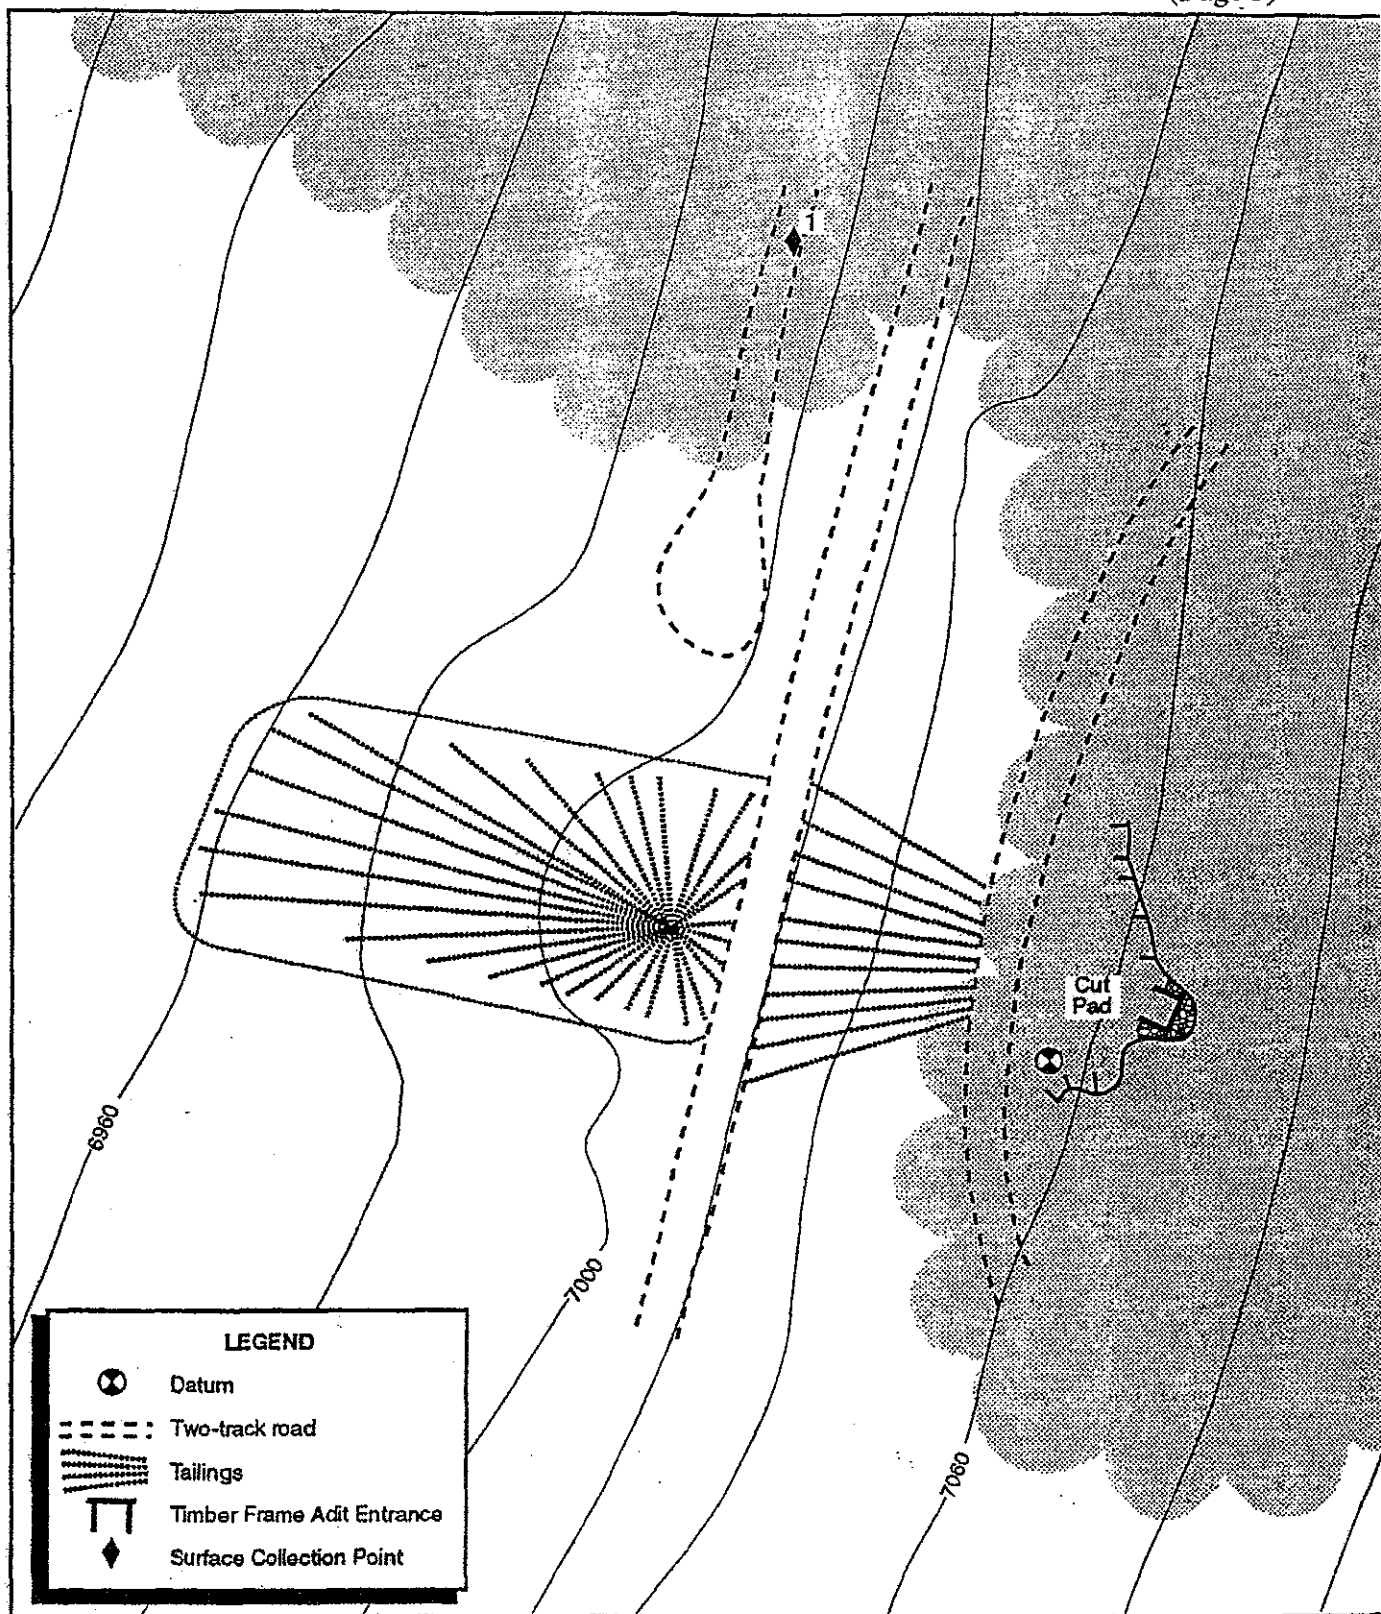 1
Cut
Pad
6960
7000
7060
LEGEND
Datum
Two-track road
Tailings
Timber Frame Adit Entrance
Surface Collection Point